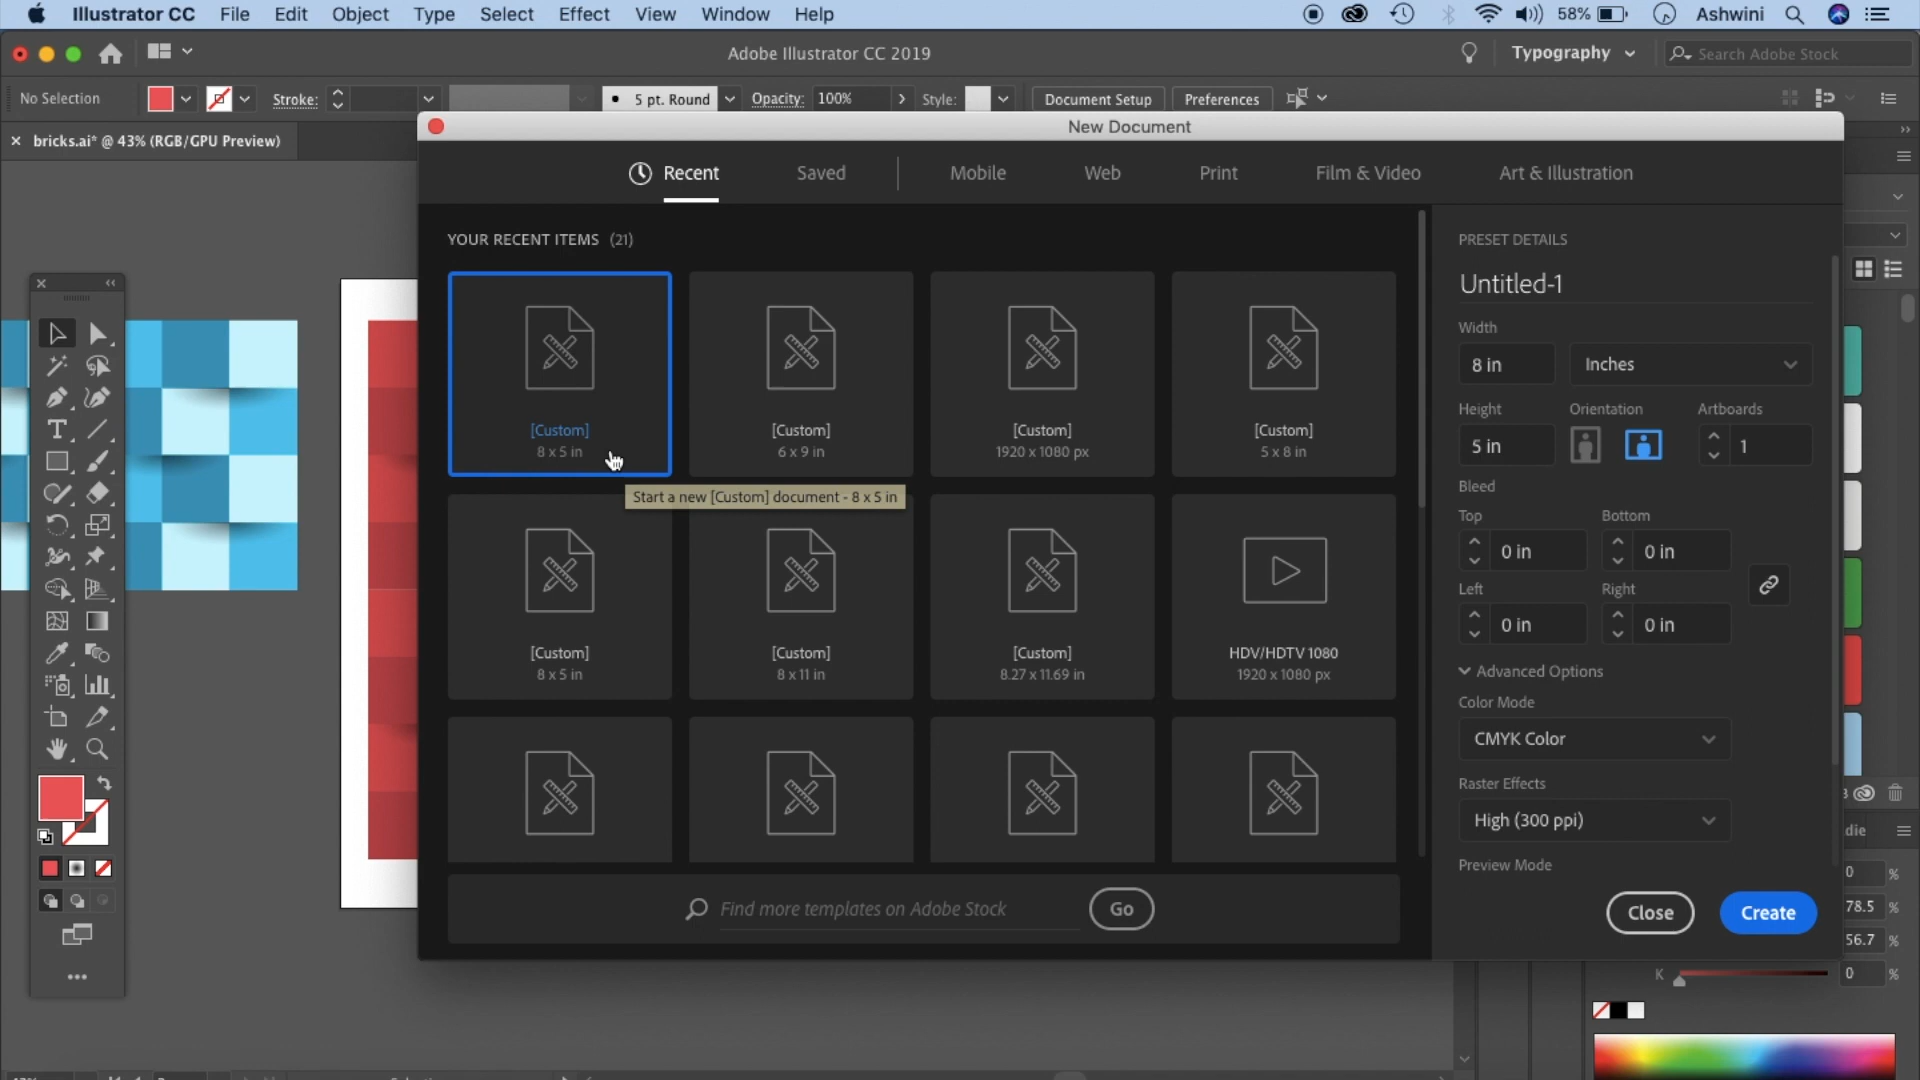 Illustrator CC File Edit Object Type Select Effect View Window Help 58% Ashwini
Adobe Illustrator CC 2019 Typography Search Adobe Stock
No Selection Stroke: 5 pt. Round Opacity: 100% Style: Document Setup Preferences
New Document
bricks.ai* @ 43% (RGB/GPU Preview)
Recent Saved Mobile Web Print Film & Video Art & Illustration
YOUR RECENT ITEMS (21)
[Custom] [Custom] [Custom] [Custom]
8 x 5 in 6 x 9 in 1920 x 1080 px 5 x 8 in
Start a new [Custom] document - 8 x 5 in
[Custom] [Custom] [Custom] HDV/HDTV 1080
8 x 5 in 8 x 11 in 8.27 x 11.69 in 1920 x 1080 px
Find more templates on Adobe Stock Go
PRESET DETAILS
Untitled-1
Width
8 in Inches
Height Orientation Artboards
5 in 1
Bleed
Top Bottom
0 in 0 in
Left Right
0 in 0 in
Advanced Options
Color Mode
CMYK Color
Raster Effects
High (300 ppi)
Preview Mode
Close Create
die
0 %
78.5 %
56.7 %
K 0 %